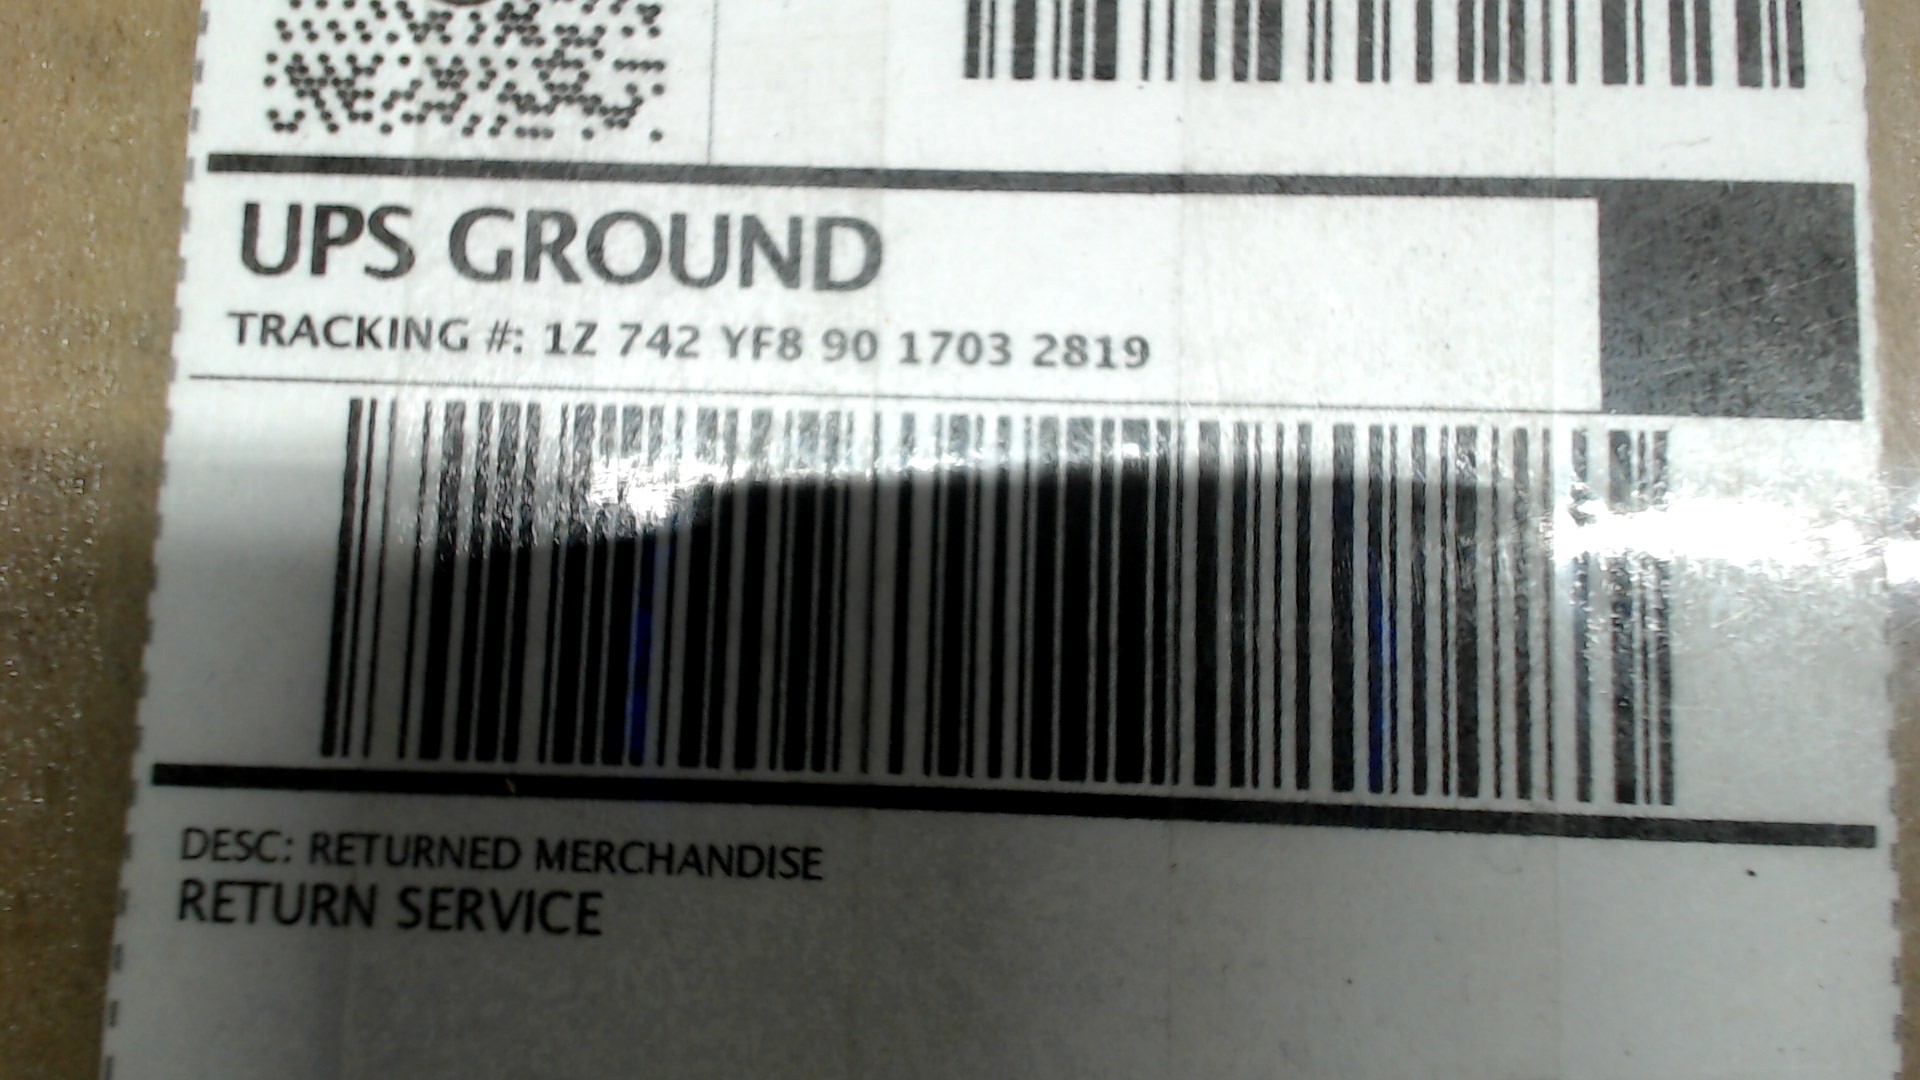 UPS GROUND
TRACKING #: 1Z 742 YF8 90 1703 2819
DESC: RETURNED MERCHANDISE
RETURN SERVICE